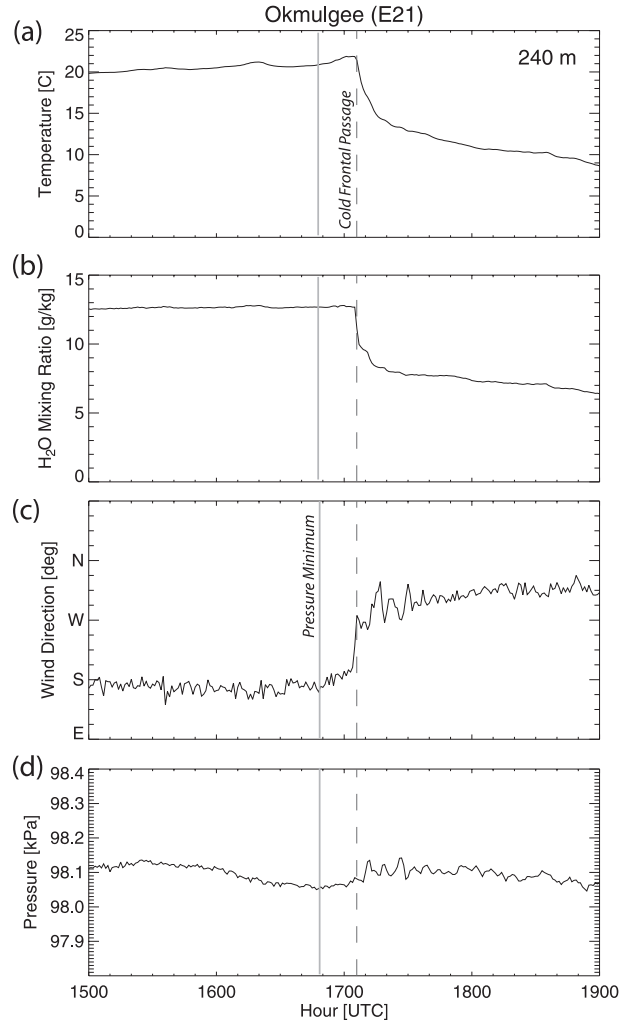 Okmulgee (E21)
(a)
25
20
15
10
5
0
Temperature [C]
240 m
Cold Frontal Passage
(b)
15
10
5
0
H₂O Mixing Ratio [g/kg]
(c)
N
W
S
E
Wind Direction [deg]
Pressure Minimum
(d)
98.4
98.3
98.2
98.1
98.0
97.9
Pressure [kPa]
1500 1600 1700 1800 1900
Hour [UTC]